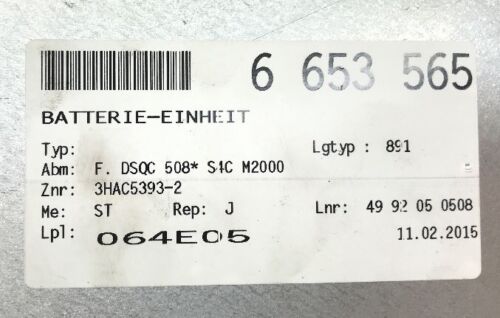 6 653 565
BATTERIE-EINHEIT
Typ: Lgtyp : 891
Abm: F. DSQC 508* S4C M2000
Znr: 3HAC5393-2
Me: ST Rep: J Lnr: 49 92 05 0508
Lpl: 064E05 11.02.2015